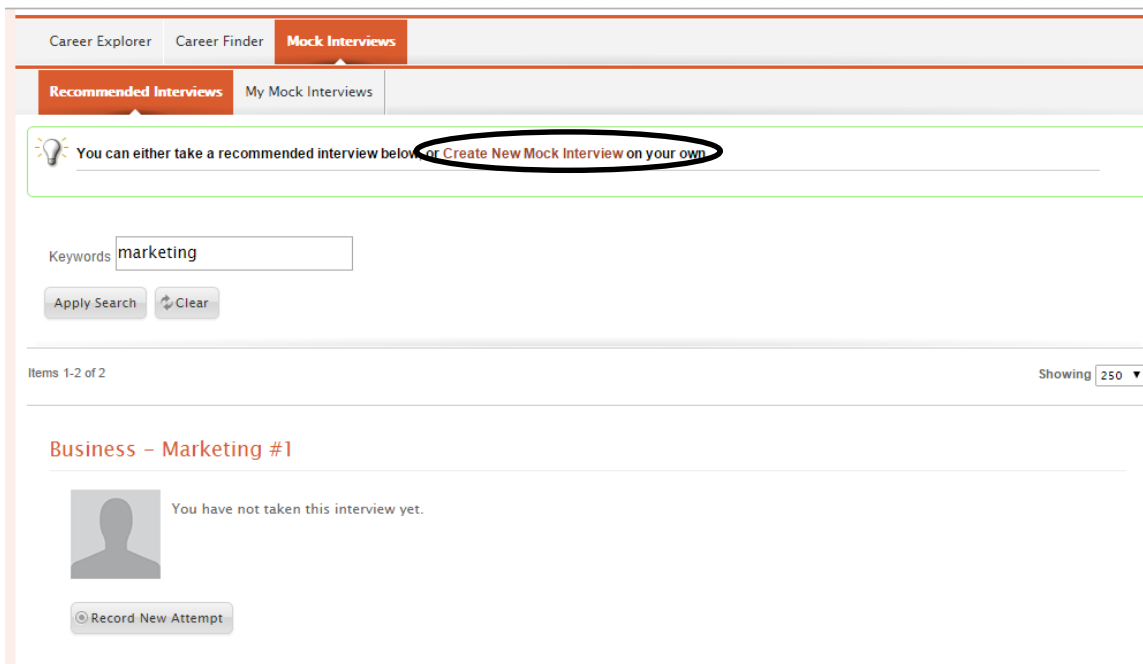 Career Explorer Career Finder Mock Interviews
Recommended Interviews My Mock Interviews
You can either take a recommended interview below, or Create New Mock Interview on your own
Keywords marketing
Apply Search Clear
Items 1-2 of 2 Showing 250
Business – Marketing #1
You have not taken this interview yet.
Record New Attempt